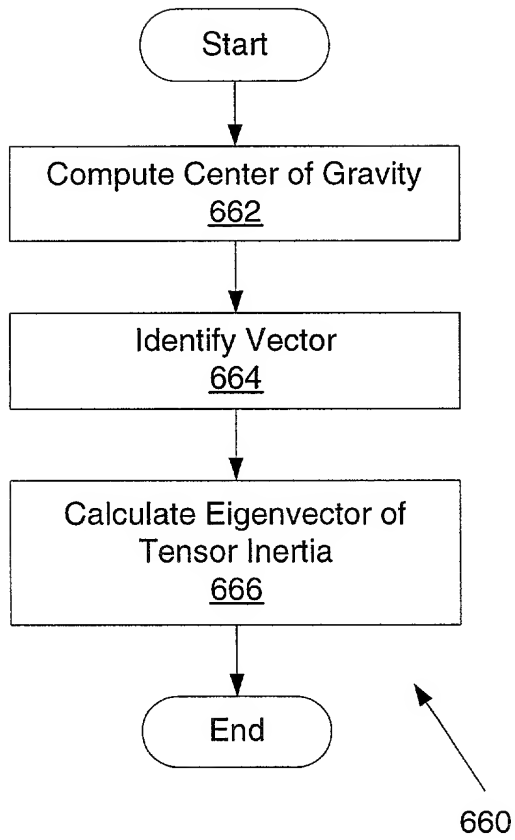 Start
Compute Center of Gravity
662
Identify Vector
664
Calculate Eigenvector of
Tensor Inertia
666
End
660